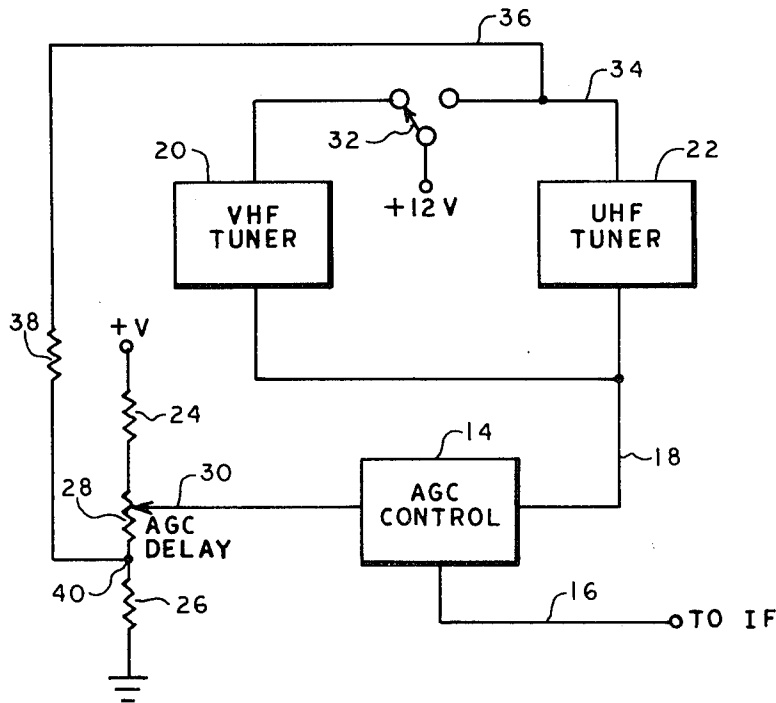 36
34
32
20
22
+12V
VHF
TUNER
UHF
TUNER
38
+V
24
14
18
30
28
AGC
CONTROL
AGC
DELAY
40
26
16
TO IF